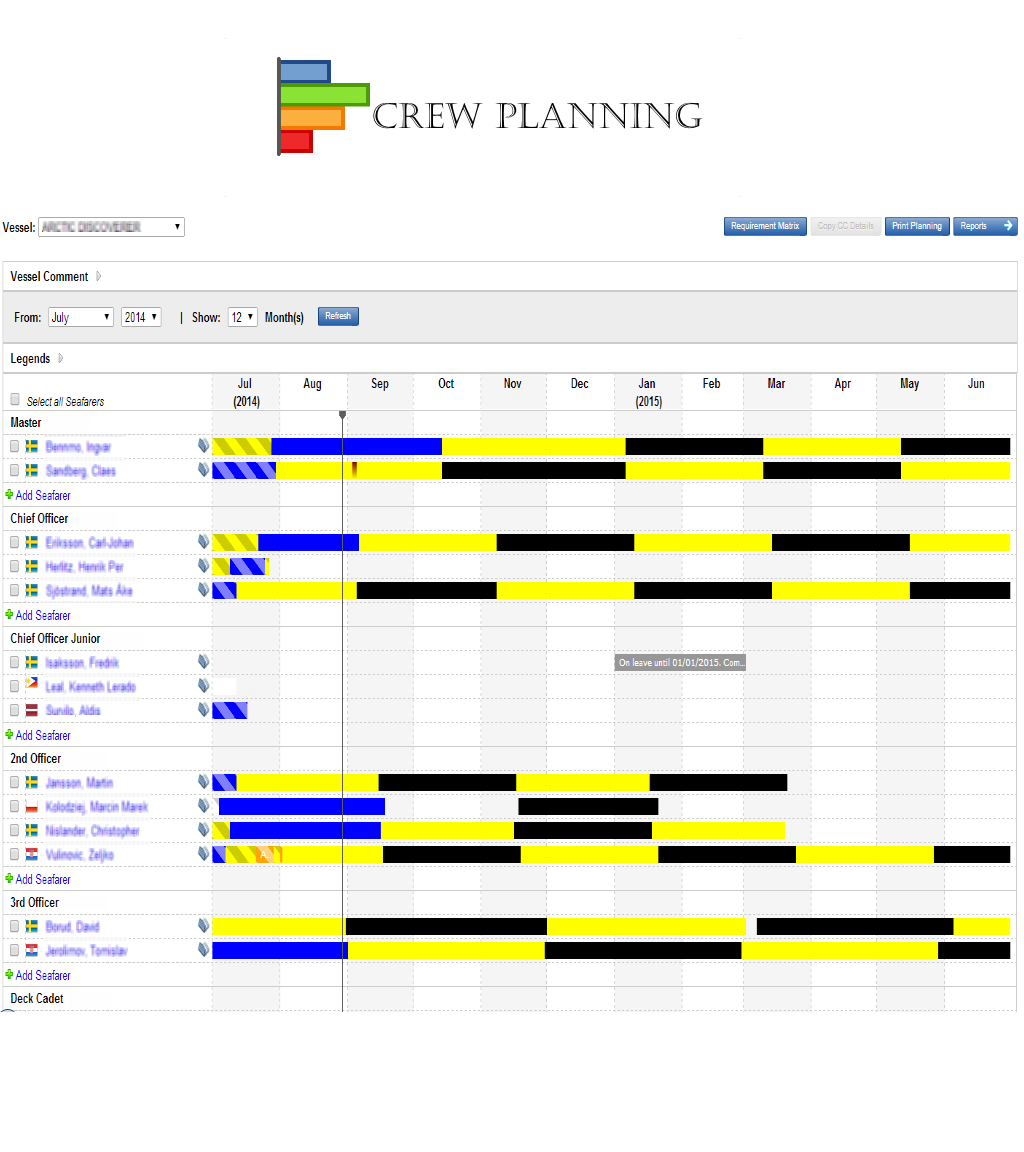 CREW PLANNING
Vessel: ARCTIC DISCOVERER
Requirement Matrix Copy CC Details Print Planning Reports
Vessel Comment
From: July 2014 | Show: 12 Month(s) Refresh
Legends
Select all Seafarers
Jul (2014) Aug Sep Oct Nov Dec Jan (2015) Feb Mar Apr May Jun
Master
Bennmo, Ingvar
Sandberg, Claes
Add Seafarer
Chief Officer
Eriksson, Carl-Johan
Herlitz, Henrik Per
Sjöstrand, Mats Åke
Add Seafarer
Chief Officer Junior
Isaksson, Fredrik On leave until 01/01/2015. Com...
Leal, Kenneth Lerado
Sunilo, Aldis
Add Seafarer
2nd Officer
Jansson, Martin
Kolodziej, Marcin Marek
Nislander, Christopher
Vulinovic, Zeljko
Add Seafarer
3rd Officer
Borud, David
Jerolimov, Tomislav
Add Seafarer
Deck Cadet